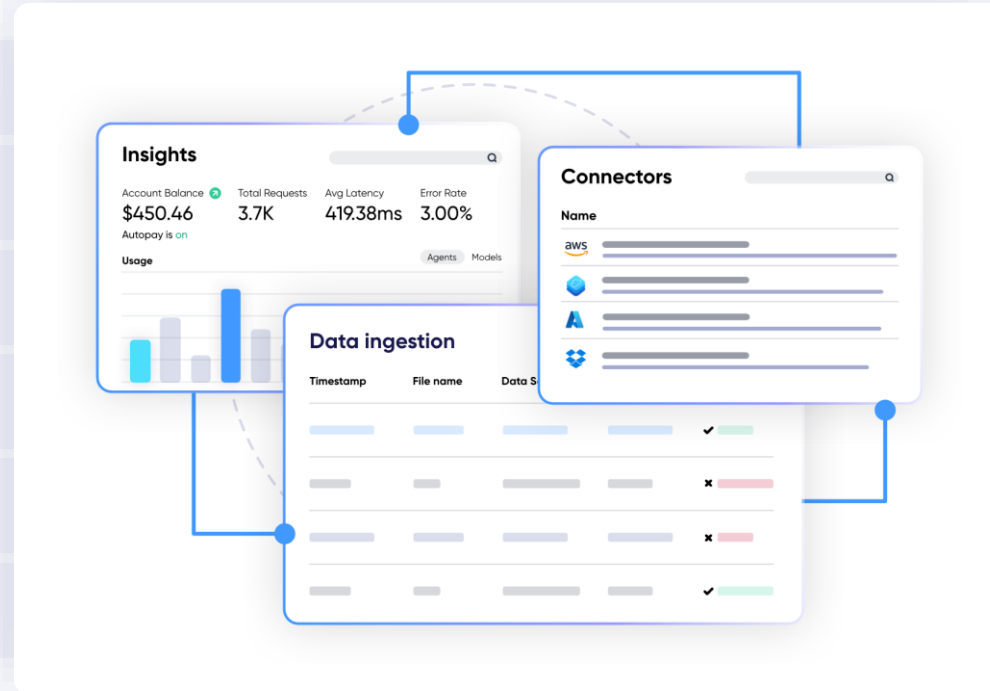 Insights
Account Balance Total Requests Avg Latency Error Rate
$450.46 3.7K 419.38ms 3.00%
Autopay is on
Usage Agents Models
Connectors
Name
aws
Data ingestion
Timestamp File name Data